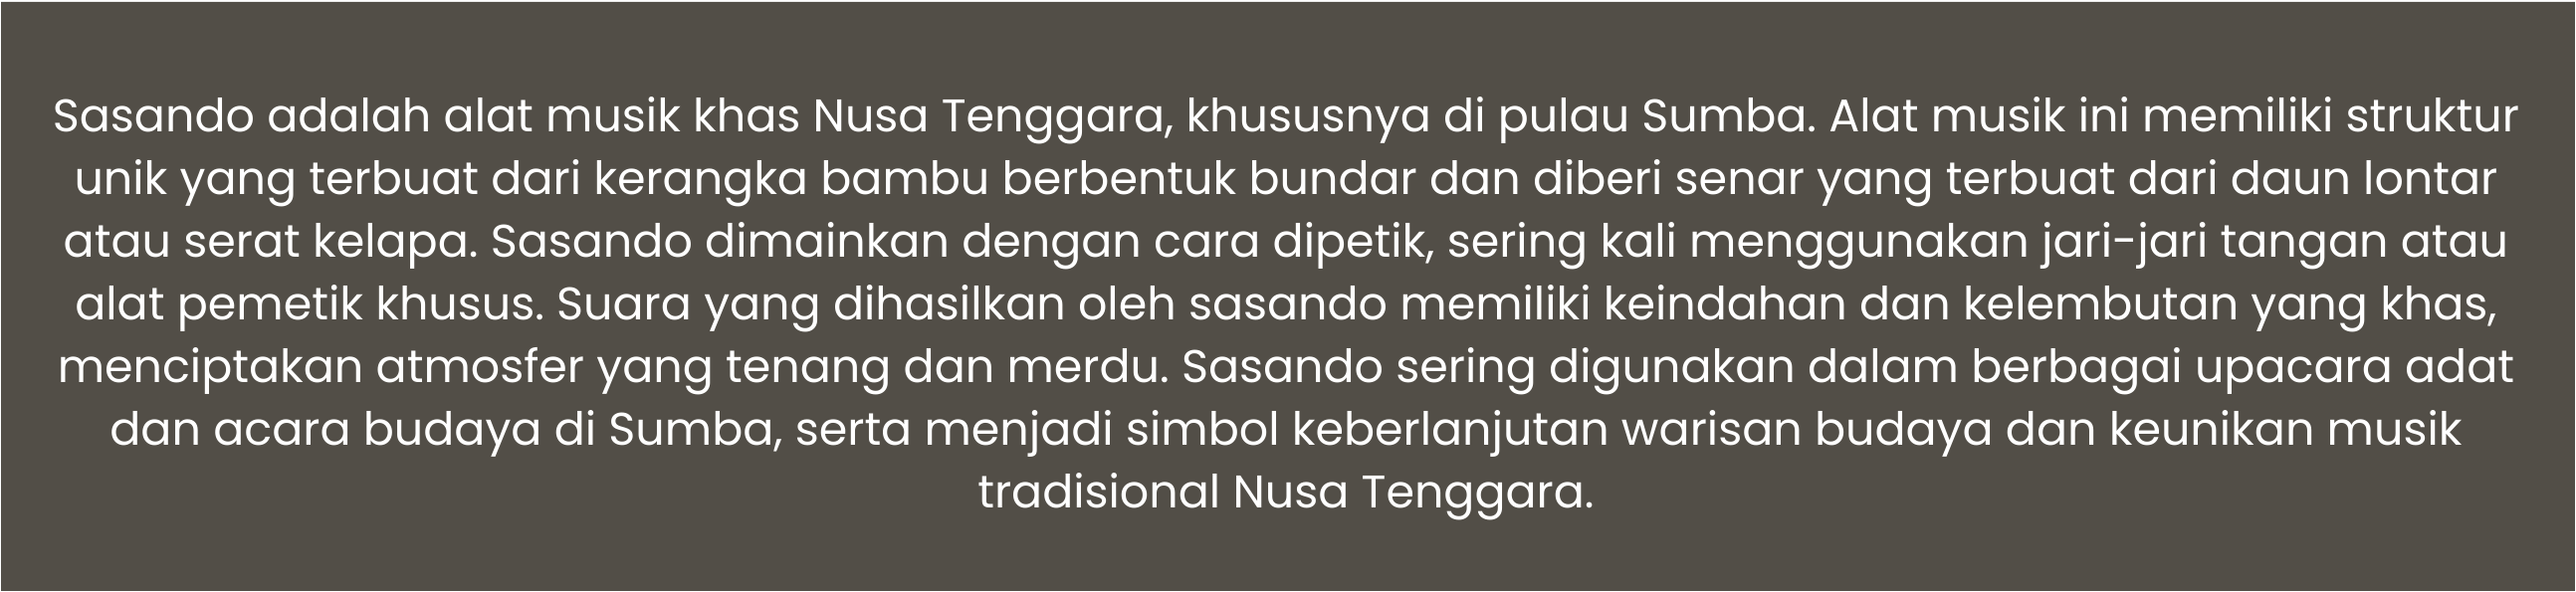 Sasando adalah alat musik khas Nusa Tenggara, khususnya di pulau Sumba. Alat musik ini memiliki struktur
unik yang terbuat dari kerangka bambu berbentuk bundar dan diberi senar yang terbuat dari daun lontar
atau serat kelapa. Sasando dimainkan dengan cara dipetik, sering kali menggunakan jari-jari tangan atau
alat pemetik khusus. Suara yang dihasilkan oleh sasando memiliki keindahan dan kelembutan yang khas,
menciptakan atmosfer yang tenang dan merdu. Sasando sering digunakan dalam berbagai upacara adat
dan acara budaya di Sumba, serta menjadi simbol keberlanjutan warisan budaya dan keunikan musik
tradisional Nusa Tenggara.